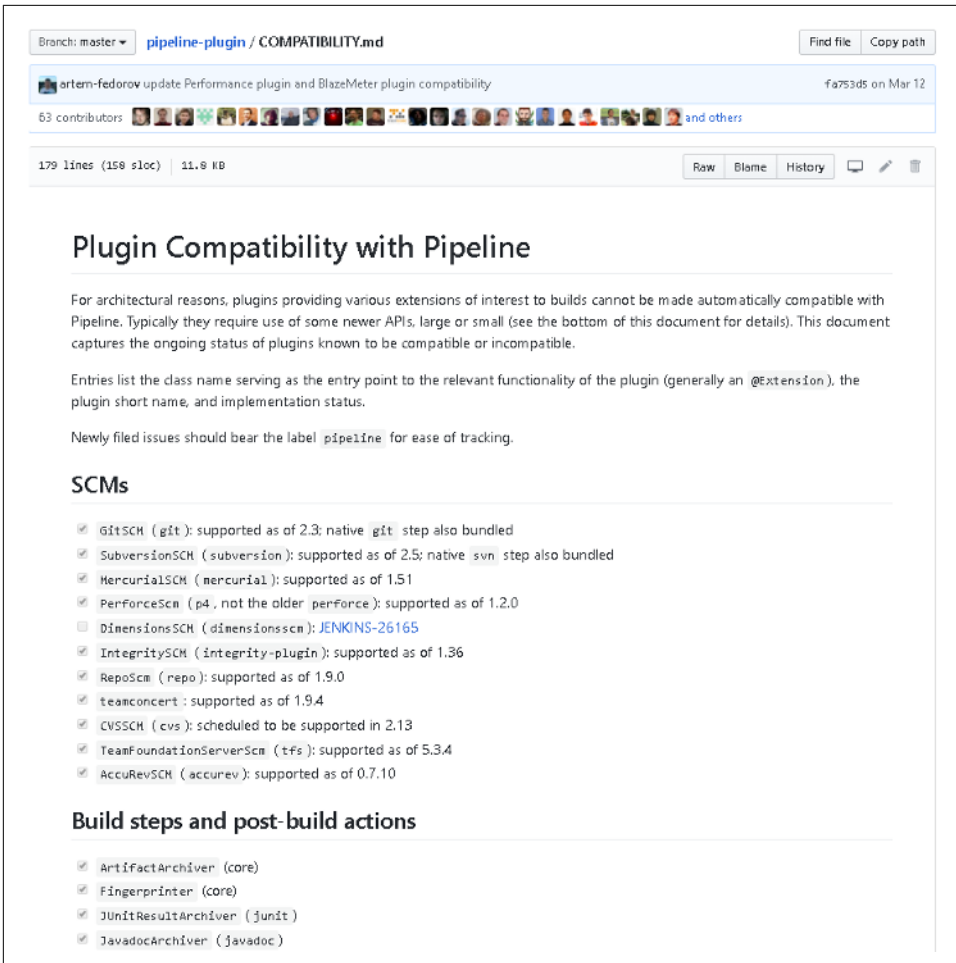 Branch: master pipeline-plugin / COMPATIBILITY.md Find file Copy path
artem-fedorov update Performance plugin and BlazeMeter plugin compatibility fa753d5 on Mar 12
63 contributors and others
179 lines (158 sloc) 11.8 KB Raw Blame History
Plugin Compatibility with Pipeline
For architectural reasons, plugins providing various extensions of interest to builds cannot be made automatically compatible with
Pipeline. Typically they require use of some newer APIs, large or small (see the bottom of this document for details). This document
captures the ongoing status of plugins known to be compatible or incompatible.
Entries list the class name serving as the entry point to the relevant functionality of the plugin (generally an @Extension), the
plugin short name, and implementation status.
Newly filed issues should bear the label pipeline for ease of tracking.
SCMs
GitSCM (git): supported as of 2.3; native git step also bundled
SubversionSCM (subversion): supported as of 2.5; native svn step also bundled
MercurialSCM (mercurial): supported as of 1.51
PerforceScm (p4, not the older perforce): supported as of 1.2.0
DimensionsSCM (dimensionsscm): JENKINS-26165
IntegritySCM (integrity-plugin): supported as of 1.36
RepoScm (repo): supported as of 1.9.0
teamconcert: supported as of 1.9.4
CVSSCM (cvs): scheduled to be supported in 2.13
TeamFoundationServerScm (tfs): supported as of 5.3.4
AccuRevSCM (accurev): supported as of 0.7.10
Build steps and post-build actions
ArtifactArchiver (core)
Fingerprinter (core)
JUnitResultArchiver (junit)
JavadocArchiver (javadoc)